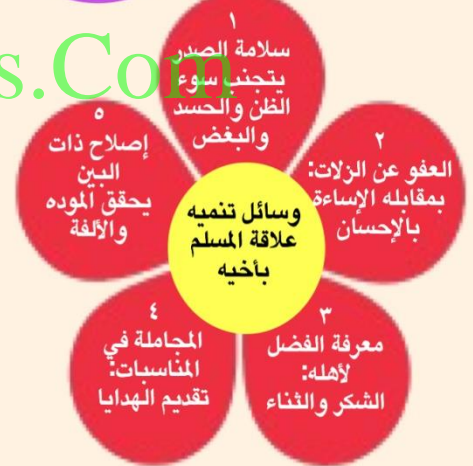 s.Com
١
سلامة الصدر
يتجنب سوء
الظن والحسد
والبغض
٢
العفو عن الزلات:
بمقابله الإساءة
بالإحسان
٣
معرفة الفضل
لأهله:
الشكر والثناء
٤
المجاملة في
المناسبات:
تقديم الهدايا
٥
إصلاح ذات
البين
يحقق الموده
والألفة
وسائل تنميه
علاقة المسلم
بأخيه